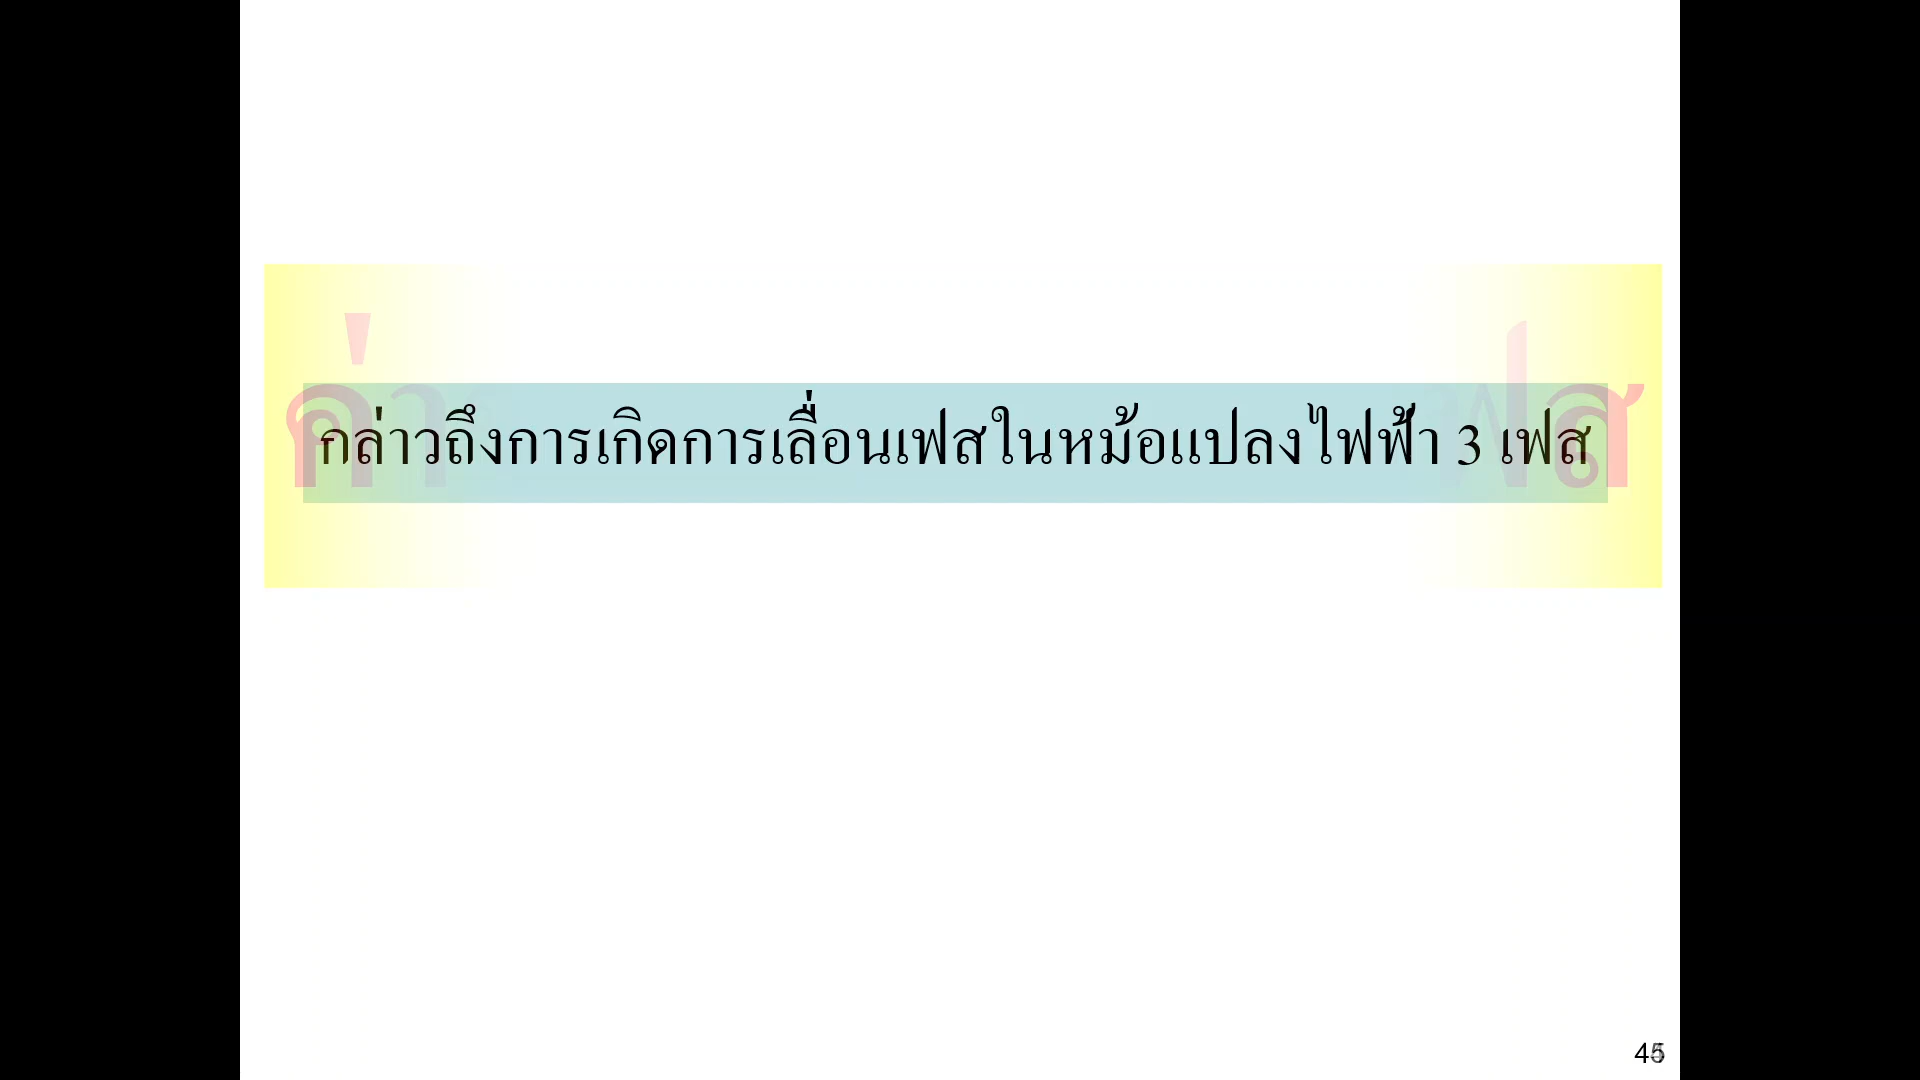 กล่าวถึงการเกิดการเลื่อนเฟสในหม้อแปลงไฟฟ้า 3 เฟส